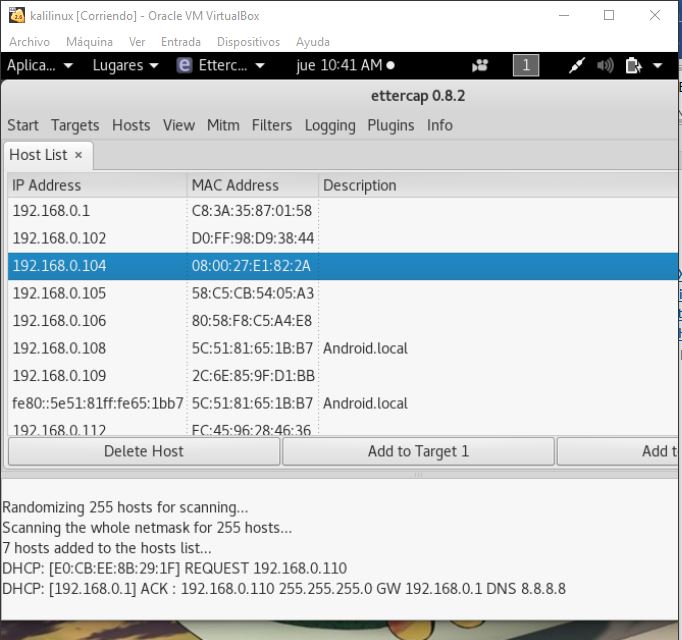 kalilinux [Corriendo] - Oracle VM VirtualBox
Archivo Máquina Ver Entrada Dispositivos Ayuda
Aplica... Lugares Etterc... jue 10:41 AM 1
ettercap 0.8.2
Start Targets Hosts View Mitm Filters Logging Plugins Info
Host List ×
IP Address MAC Address Description
192.168.0.1 C8:3A:35:87:01:58
192.168.0.102 D0:FF:98:D9:38:44
192.168.0.104 08:00:27:E1:82:2A
192.168.0.105 58:C5:CB:54:05:A3
192.168.0.106 80:58:F8:C5:A4:E8
192.168.0.108 5C:51:81:65:1B:B7 Android.local
192.168.0.109 2C:6E:85:9F:D1:BB
fe80::5e51:81ff:fe65:1bb7 5C:51:81:65:1B:B7 Android.local
192.168.0.112 FC:45:96:28:46:36
Delete Host Add to Target 1 Add t
Randomizing 255 hosts for scanning...
Scanning the whole netmask for 255 hosts...
7 hosts added to the hosts list...
DHCP: [E0:CB:EE:8B:29:1F] REQUEST 192.168.0.110
DHCP: [192.168.0.1] ACK : 192.168.0.110 255.255.255.0 GW 192.168.0.1 DNS 8.8.8.8